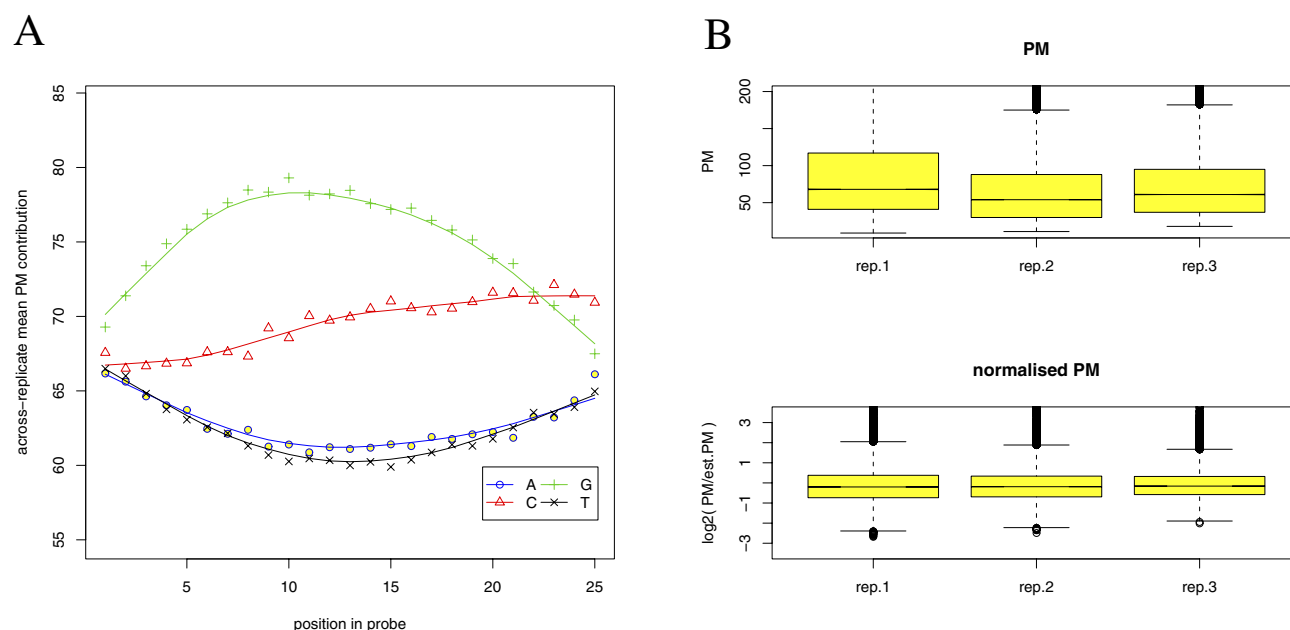 A
across−replicate mean PM contribution
85
80
75
70
65
60
55
5
10
15
20
25
position in probe
A
G
C
T
B
PM
PM
200
100
50
rep.1
rep.2
rep.3
normalised PM
log2( PM/est.PM )
3
1
−1
−3
rep.1
rep.2
rep.3